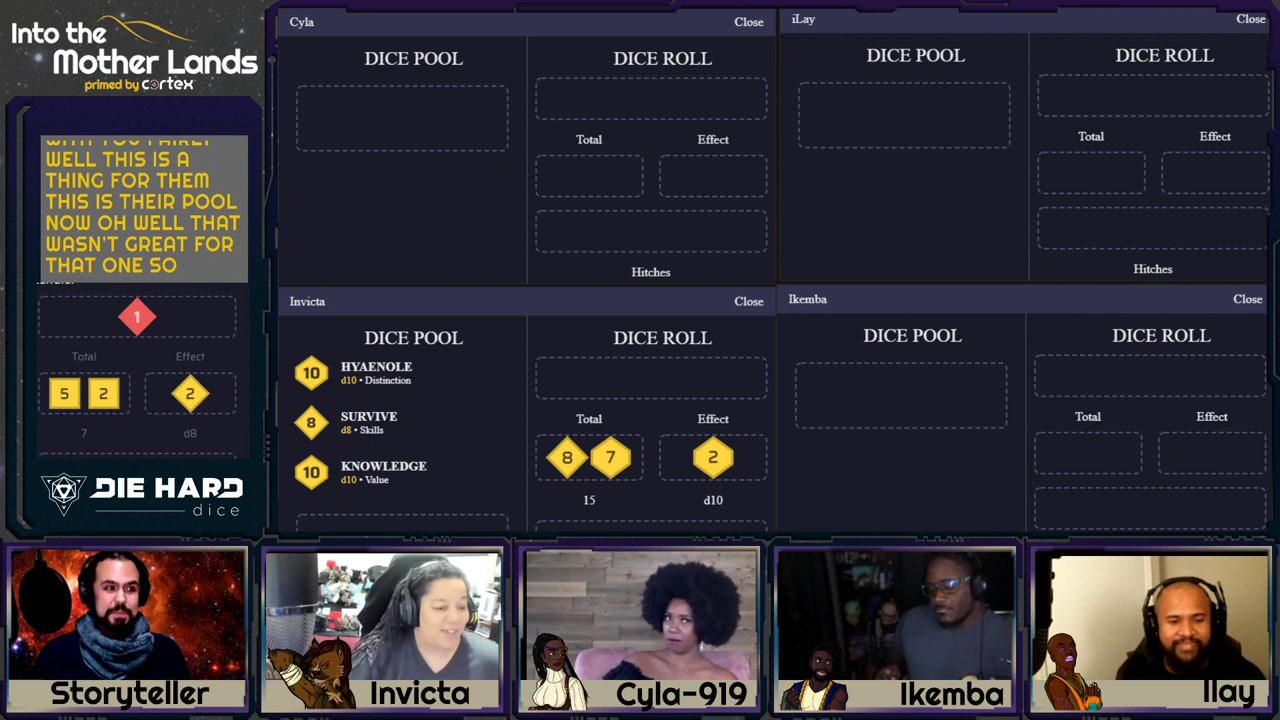 Into the
Mother Lands
primed by cortex
WELL THIS IS A
THING FOR THEM
THIS IS THEIR POOL
NOW OH WELL THAT
WASN'T GREAT FOR
THAT ONE SO
1
Total Effect
5 2 2
7 d8
DIE HARD
dice
Cyla Close
DICE POOL DICE ROLL
Total Effect
Hitches
iLay Close
DICE POOL DICE ROLL
Total Effect
Hitches
Invicta Close
DICE POOL DICE ROLL
10 HYAENOLE
d10 • Distinction
8 SURVIVE
d8 • Skills
10 KNOWLEDGE
d10 • Value
Total Effect
8 7 2
15 d10
Ikemba Close
DICE POOL DICE ROLL
Total Effect
Storyteller
Invicta
Cyla-919
Ikemba
Ilay